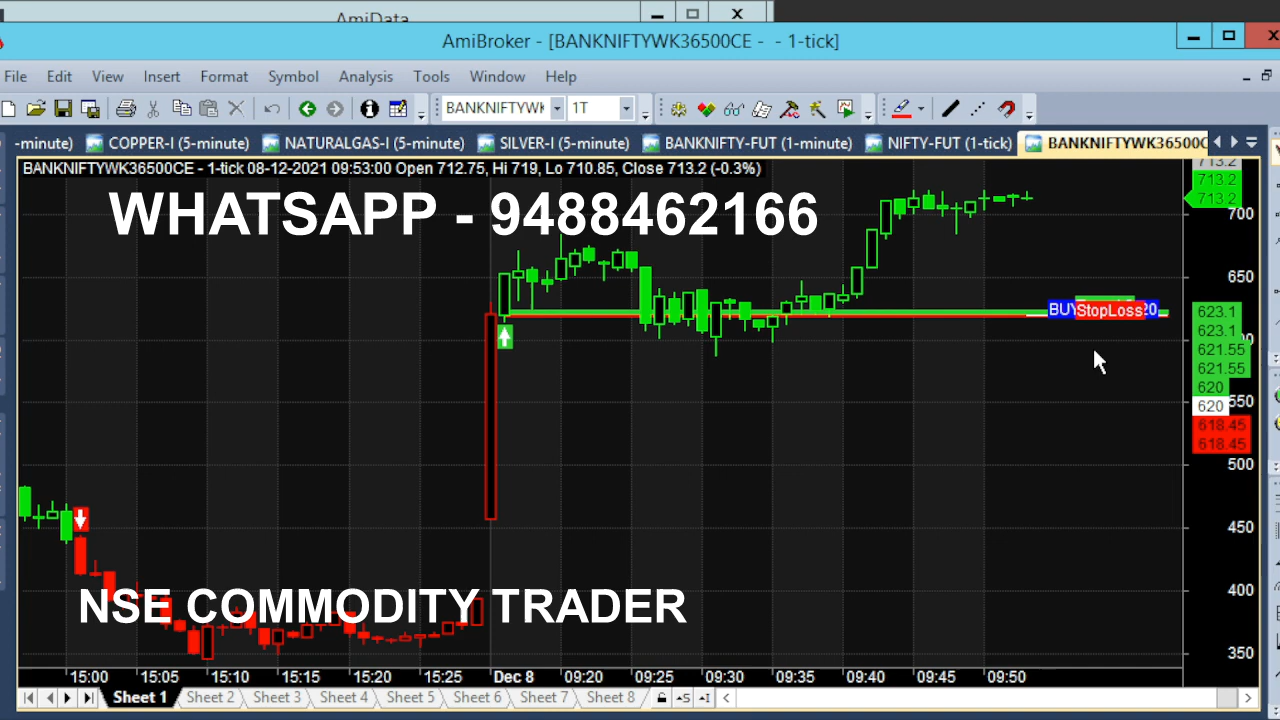 AmiData
AmiBroker - [BANKNIFTYWK36500CE - - 1-tick]
File Edit View Insert Format Symbol Analysis Tools Window Help
BANKNIFTYWK 1T
-minute) COPPER-I (5-minute) NATURALGAS-I (5-minute) SILVER-I (5-minute) BANKNIFTY-FUT (1-minute) NIFTY-FUT (1-tick) BANKNIFTYWK36500C
BANKNIFTYWK36500CE - 1-tick 08-12-2021 09:53:00 Open 712.75, Hi 719, Lo 710.85, Close 713.2 (-0.3%)
713.2
713.2
713.2
WHATSAPP - 9488462166
700
650
BUY StopLoss 20
623.1
623.1
621.55
621.55
620
620
550
618.45
618.45
500
450
400
NSE COMMODITY TRADER
350
15:00 15:05 15:10 15:15 15:20 15:25 Dec 8 09:20 09:25 09:30 09:35 09:40 09:45 09:50
Sheet 1 Sheet 2 Sheet 3 Sheet 4 Sheet 5 Sheet 6 Sheet 7 Sheet 8